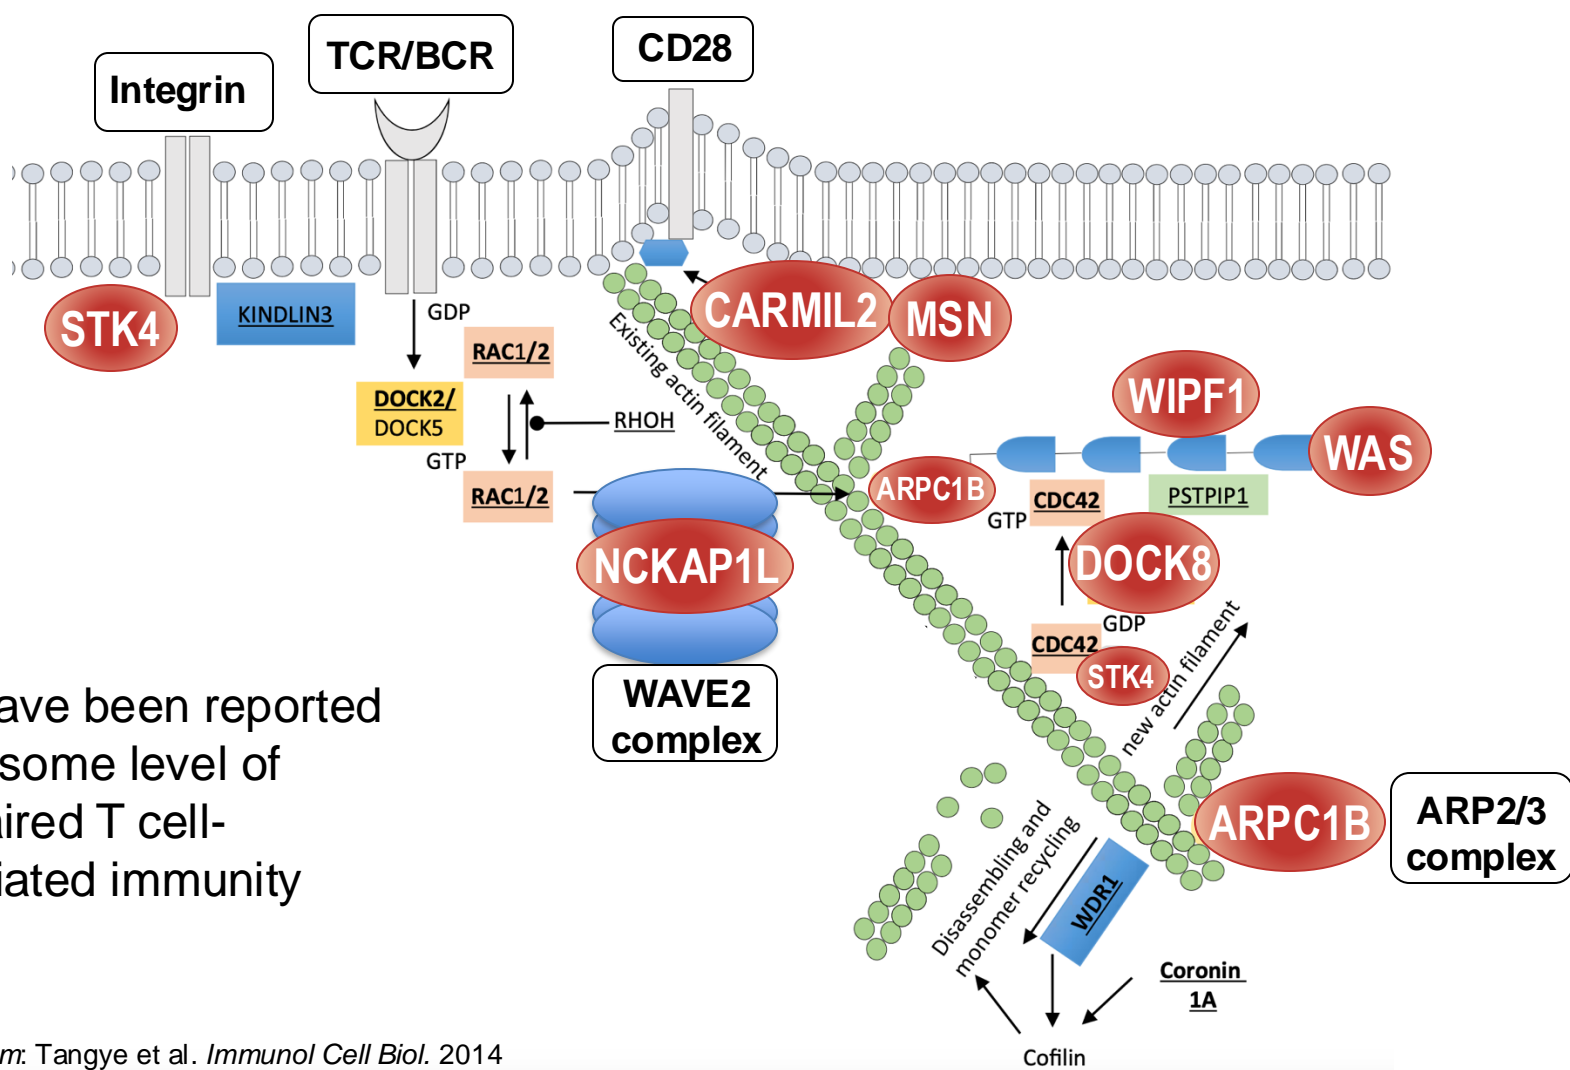 Integrin
TCR/BCR
CD28
STK4
KINDLIN3
GDP
RAC1/2
DOCK2/
DOCK5
GTP
RHOH
RAC1/2
Existing actin filament
CARMIL2
MSN
NCKAP1L
WAVE2
complex
WIPF1
WAS
ARPC1B
PSTPIP1
GTP
CDC42
DOCK8
GDP
CDC42
STK4
new actin filament
ARPC1B
ARP2/3
complex
Disassembling and
monomer recycling
WDR1
Coronin
1A
Cofilin
been reported
some level of
T cell-
immunity
: Tangye et al. Immunol Cell Biol. 2014